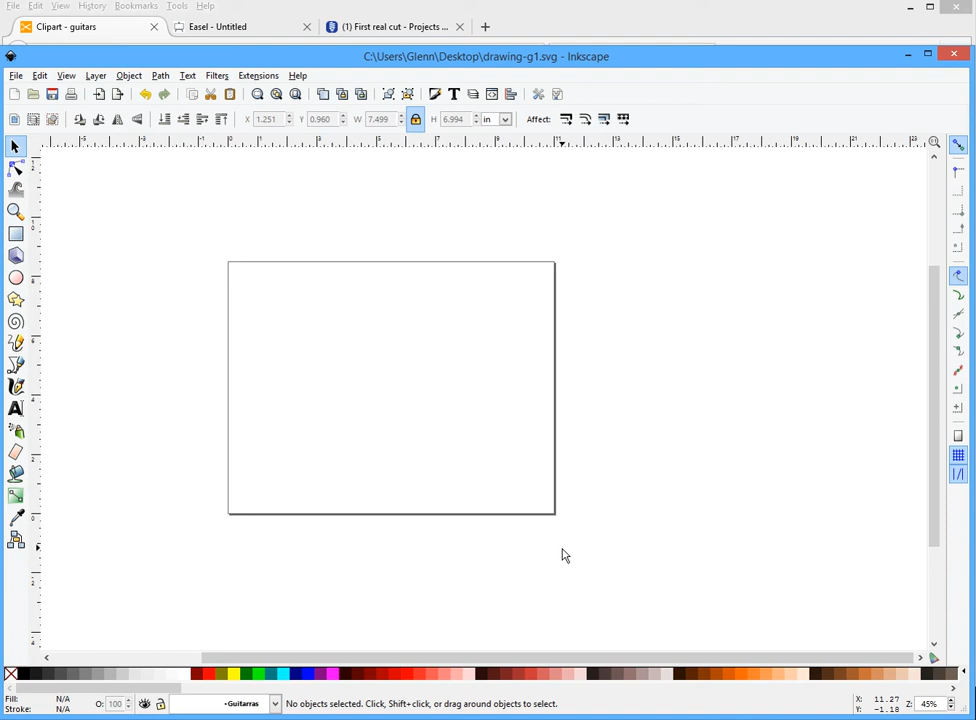 File Edit View History Bookmarks Tools Help
Clipart - guitars Easel - Untitled (1) First real cut - Projects ...
C:\Users\Glenn\Desktop\drawing-g1.svg - Inkscape
File Edit View Layer Object Path Text Filters Extensions Help
X 1.251 Y 0.960 W 7.499 H 6.994 in Affect:
Fill: N/A O: 100 •Guitarras No objects selected. Click, Shift+click, or drag around objects to select. X: 11.27 Z: 45%
Stroke: N/A Y: -1.18